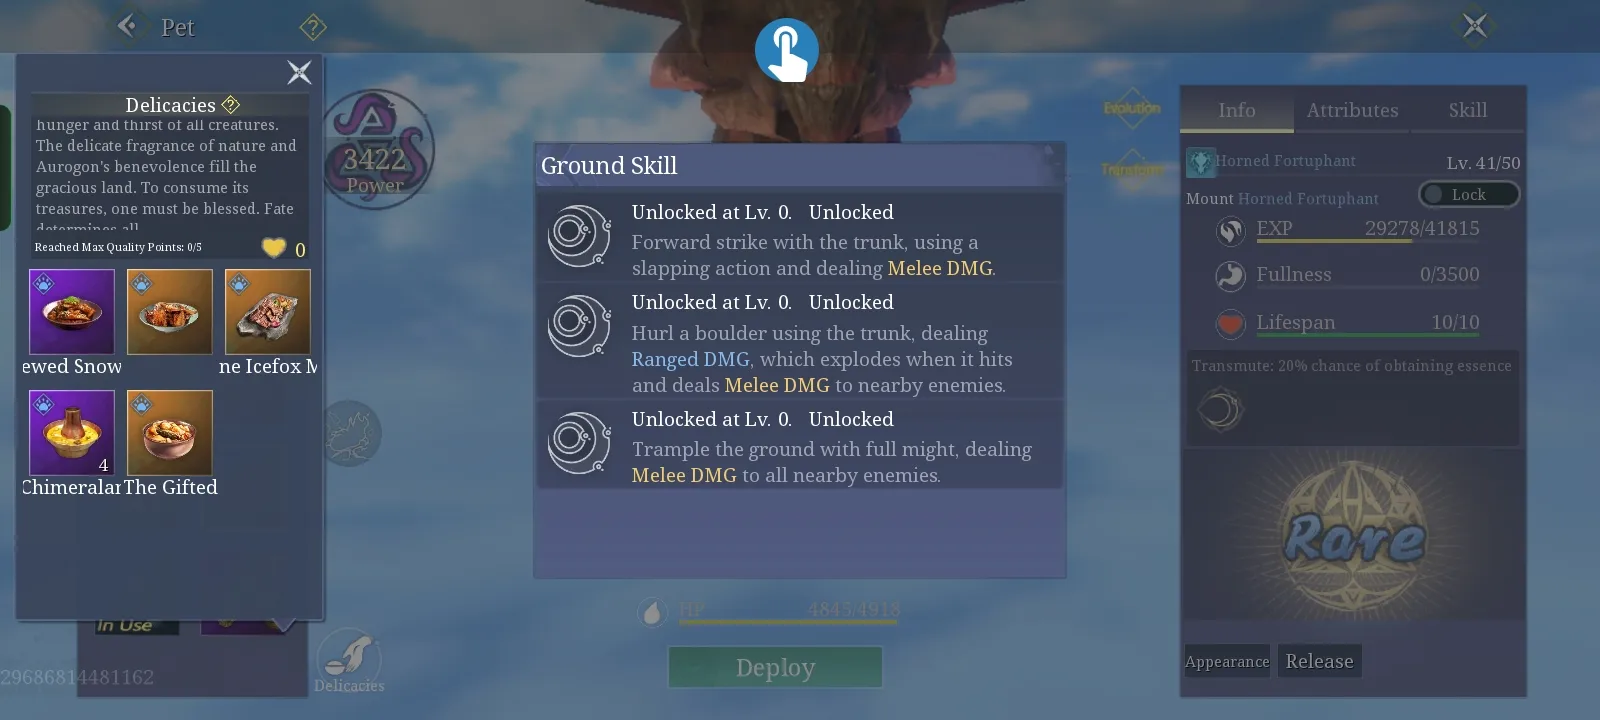 Pet
Delicacies
hunger and thirst of all creatures.
The delicate fragrance of nature and
Aurogon's benevolence fill the
gracious land. To consume its
treasures, one must be blessed. Fate
determines all.
Reached Max Quality Points: 0/5
0
ewed Snow
ne Icefox M
4
Chimeralar
The Gifted
In Use
29686814481162
Delicacies
3422
Power
Ground Skill
Unlocked at Lv. 0. Unlocked
Forward strike with the trunk, using a
slapping action and dealing Melee DMG.
Unlocked at Lv. 0. Unlocked
Hurl a boulder using the trunk, dealing
Ranged DMG, which explodes when it hits
and deals Melee DMG to nearby enemies.
Unlocked at Lv. 0. Unlocked
Trample the ground with full might, dealing
Melee DMG to all nearby enemies.
HP 4845/4918
Deploy
Evolution
Transform
Info Attributes Skill
Horned Fortuphant Lv. 41/50
Mount Horned Fortuphant Lock
EXP 29278/41815
Fullness 0/3500
Lifespan 10/10
Transmute: 20% chance of obtaining essence
Rare
Appearance Release